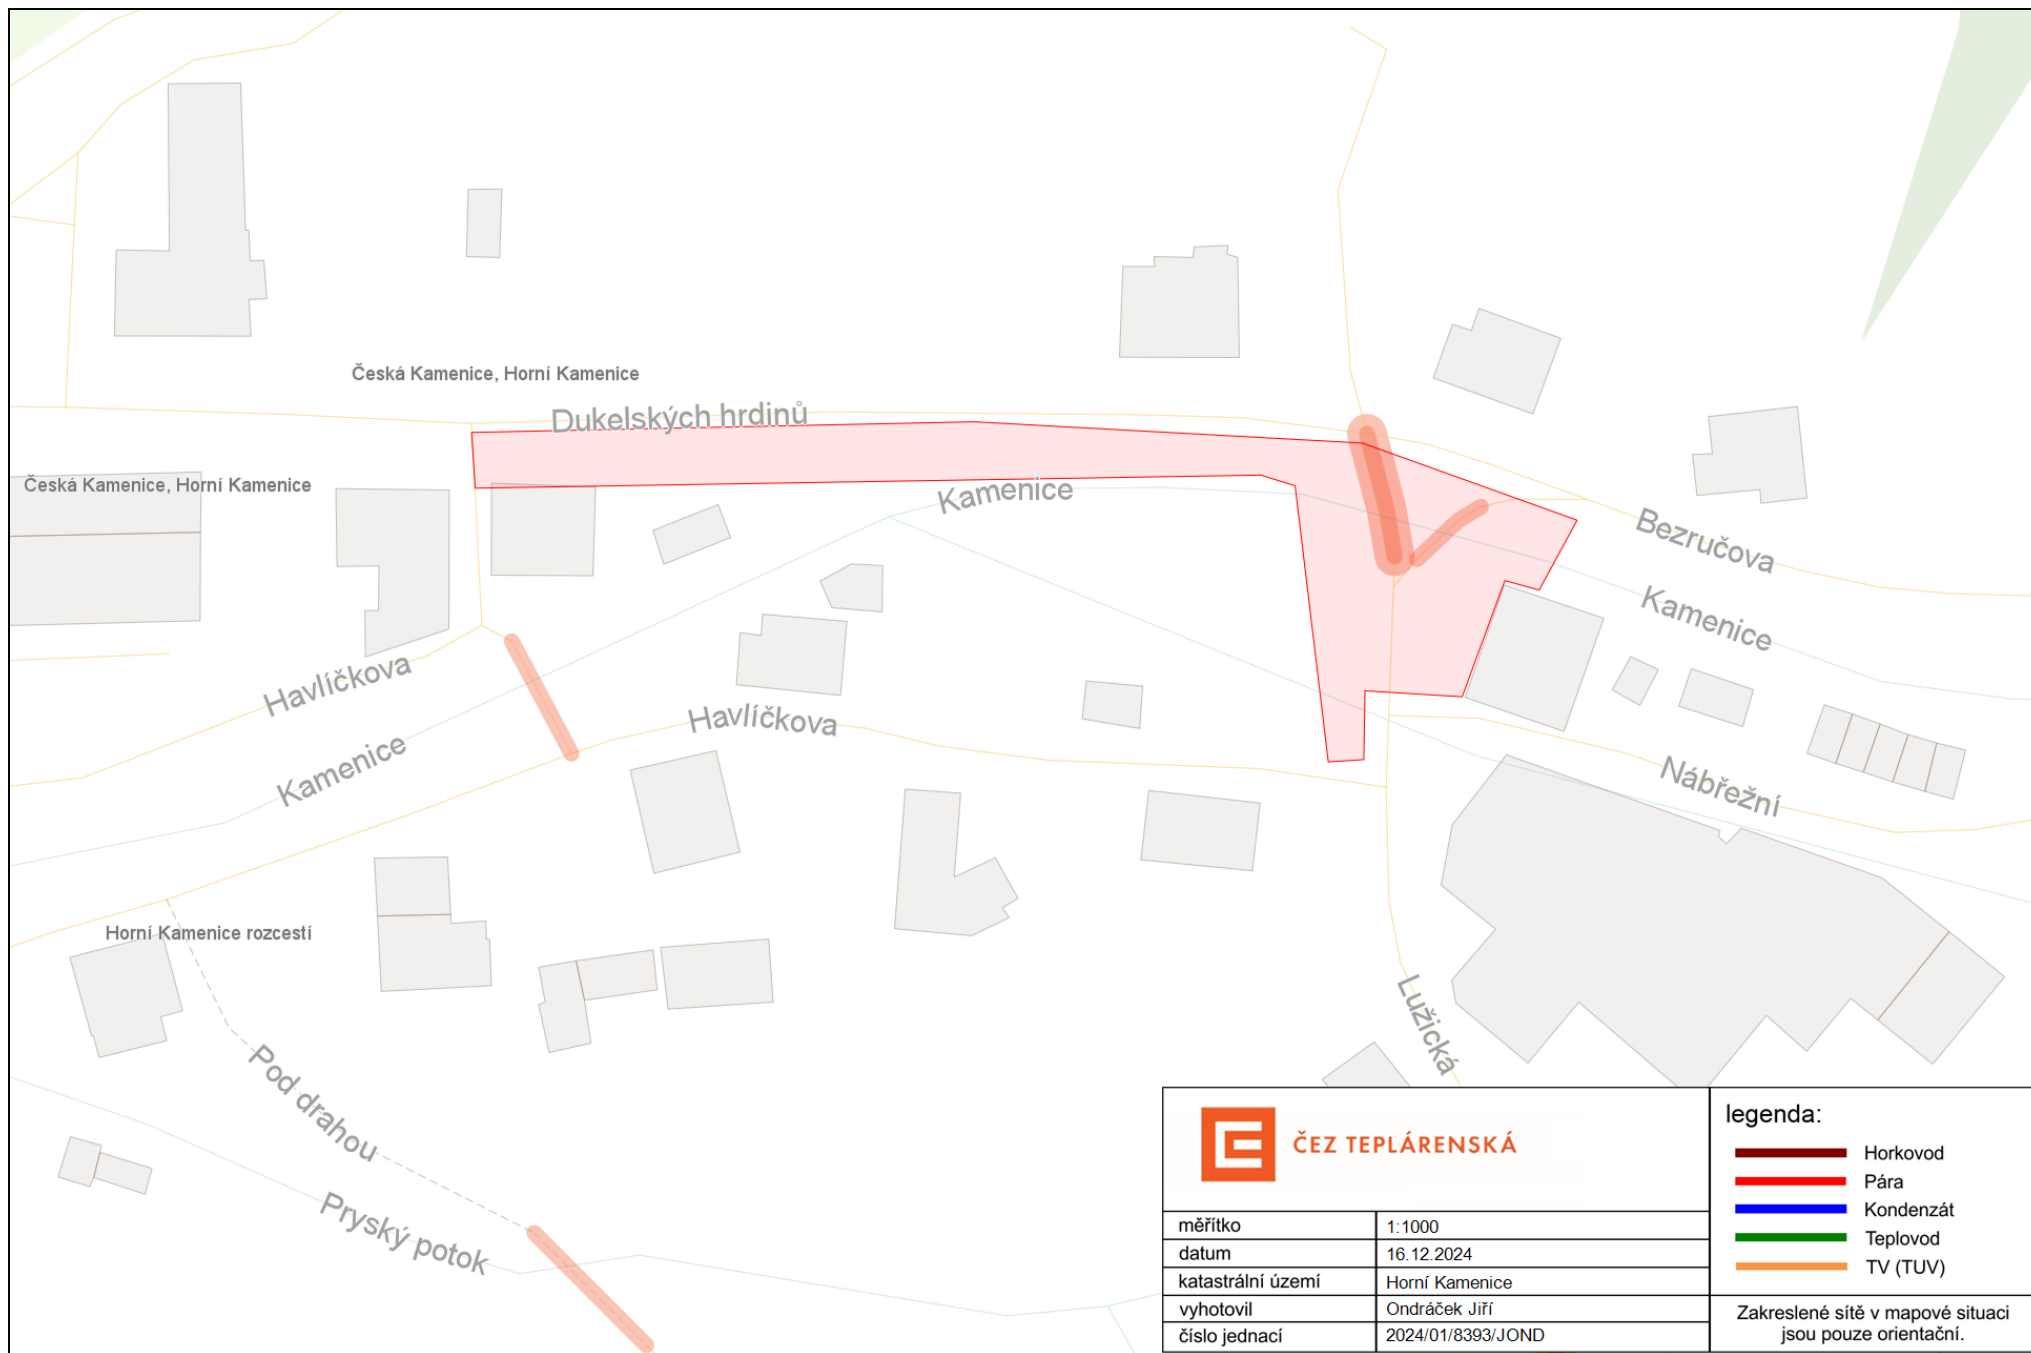 Česká Kamenice, Horní Kamenice
Dukelských hrdinů
Česká Kamenice, Horní Kamenice
Kamenice
Bezručova
Kamenice
Havlíčkova
Havlíčkova
Kamenice
Nábřežní
Horní Kamenice rozcestí
Lužická
Pod drahou
Pryský potok
ČEZ TEPLÁRENSKÁ
měřítko 1:1000
datum 16.12.2024
katastrální území Horní Kamenice
vyhotovil Ondráček Jiří
číslo jednací 2024/01/8393/JOND
legenda:
Horkovod
Pára
Kondenzát
Teplovod
TV (TUV)
Zakreslené sítě v mapové situaci
jsou pouze orientační.